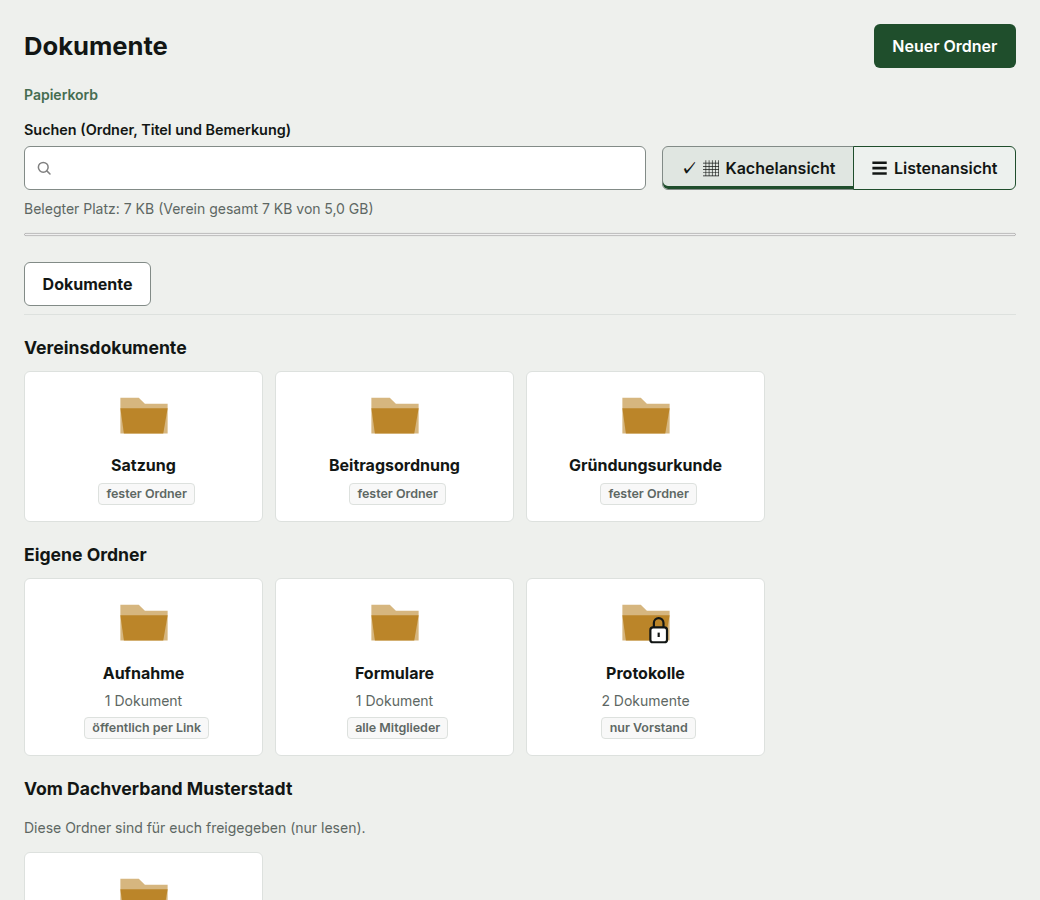 Dokumente
Neuer Ordner
Papierkorb
Suchen (Ordner, Titel und Bemerkung)
✓ Kachelansicht
Listenansicht
Belegter Platz: 7 KB (Verein gesamt 7 KB von 5,0 GB)
Dokumente
Vereinsdokumente
Satzung
fester Ordner
Beitragsordnung
fester Ordner
Gründungsurkunde
fester Ordner
Eigene Ordner
Aufnahme
1 Dokument
öffentlich per Link
Formulare
1 Dokument
alle Mitglieder
Protokolle
2 Dokumente
nur Vorstand
Vom Dachverband Musterstadt
Diese Ordner sind für euch freigegeben (nur lesen).